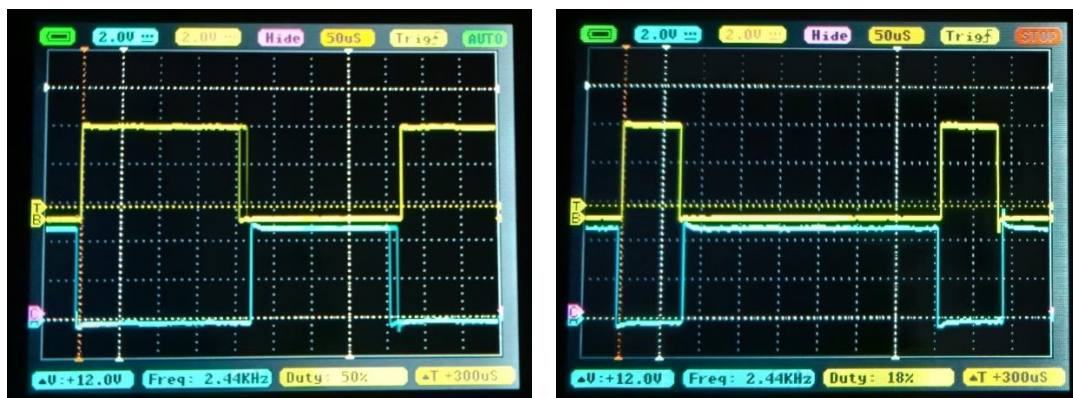 2.0V 2.0V Hide 50uS Trig AUTO
T
B
C
▲V:+12.0V Freq: 2.44KHz Duty: 50% ▲T +300uS
2.0V 2.0V Hide 50uS Trig STOP
T
B
C
▲V:+12.0V Freq: 2.44KHz Duty: 18% ▲T +300uS